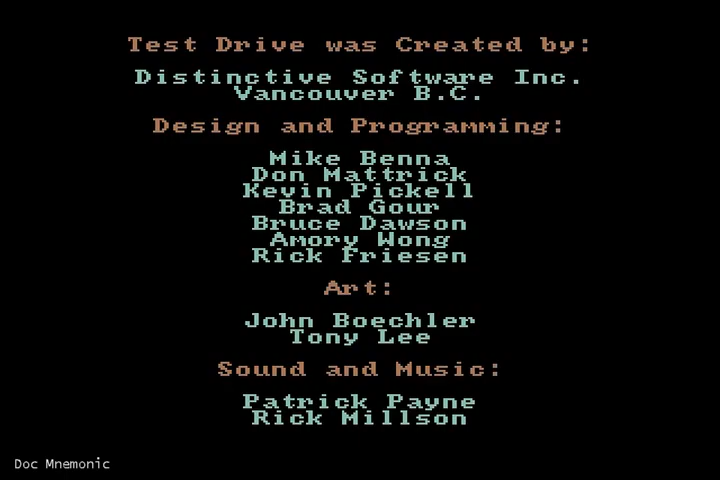 Test Drive was Created by:
Distinctive Software Inc.
Vancouver B.C.
Design and Programming:
Mike Benna
Don Mattrick
Kevin Pickell
Brad Gour
Bruce Dawson
Amory Wong
Rick Friesen
Art:
John Boechler
Tony Lee
Sound and Music:
Patrick Payne
Rick Millson
Doc Mnemonic